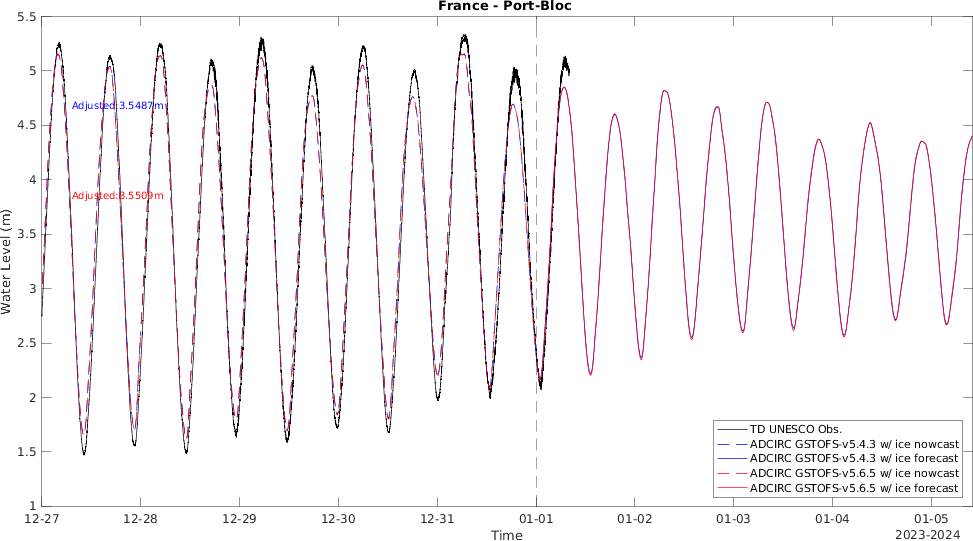 France - Port-Bloc
5.5
5
4.5
4
3.5
3
2.5
2
1.5
1
Water Level (m)
Adjusted:3.5487m
Adjusted:3.5509m
TD UNESCO Obs.
ADCIRC GSTOFS-v5.4.3 w/ ice nowcast
ADCIRC GSTOFS-v5.4.3 w/ ice forecast
ADCIRC GSTOFS-v5.6.5 w/ ice nowcast
ADCIRC GSTOFS-v5.6.5 w/ ice forecast
12-27 12-28 12-29 12-30 12-31 01-01 01-02 01-03 01-04 01-05
Time
2023-2024